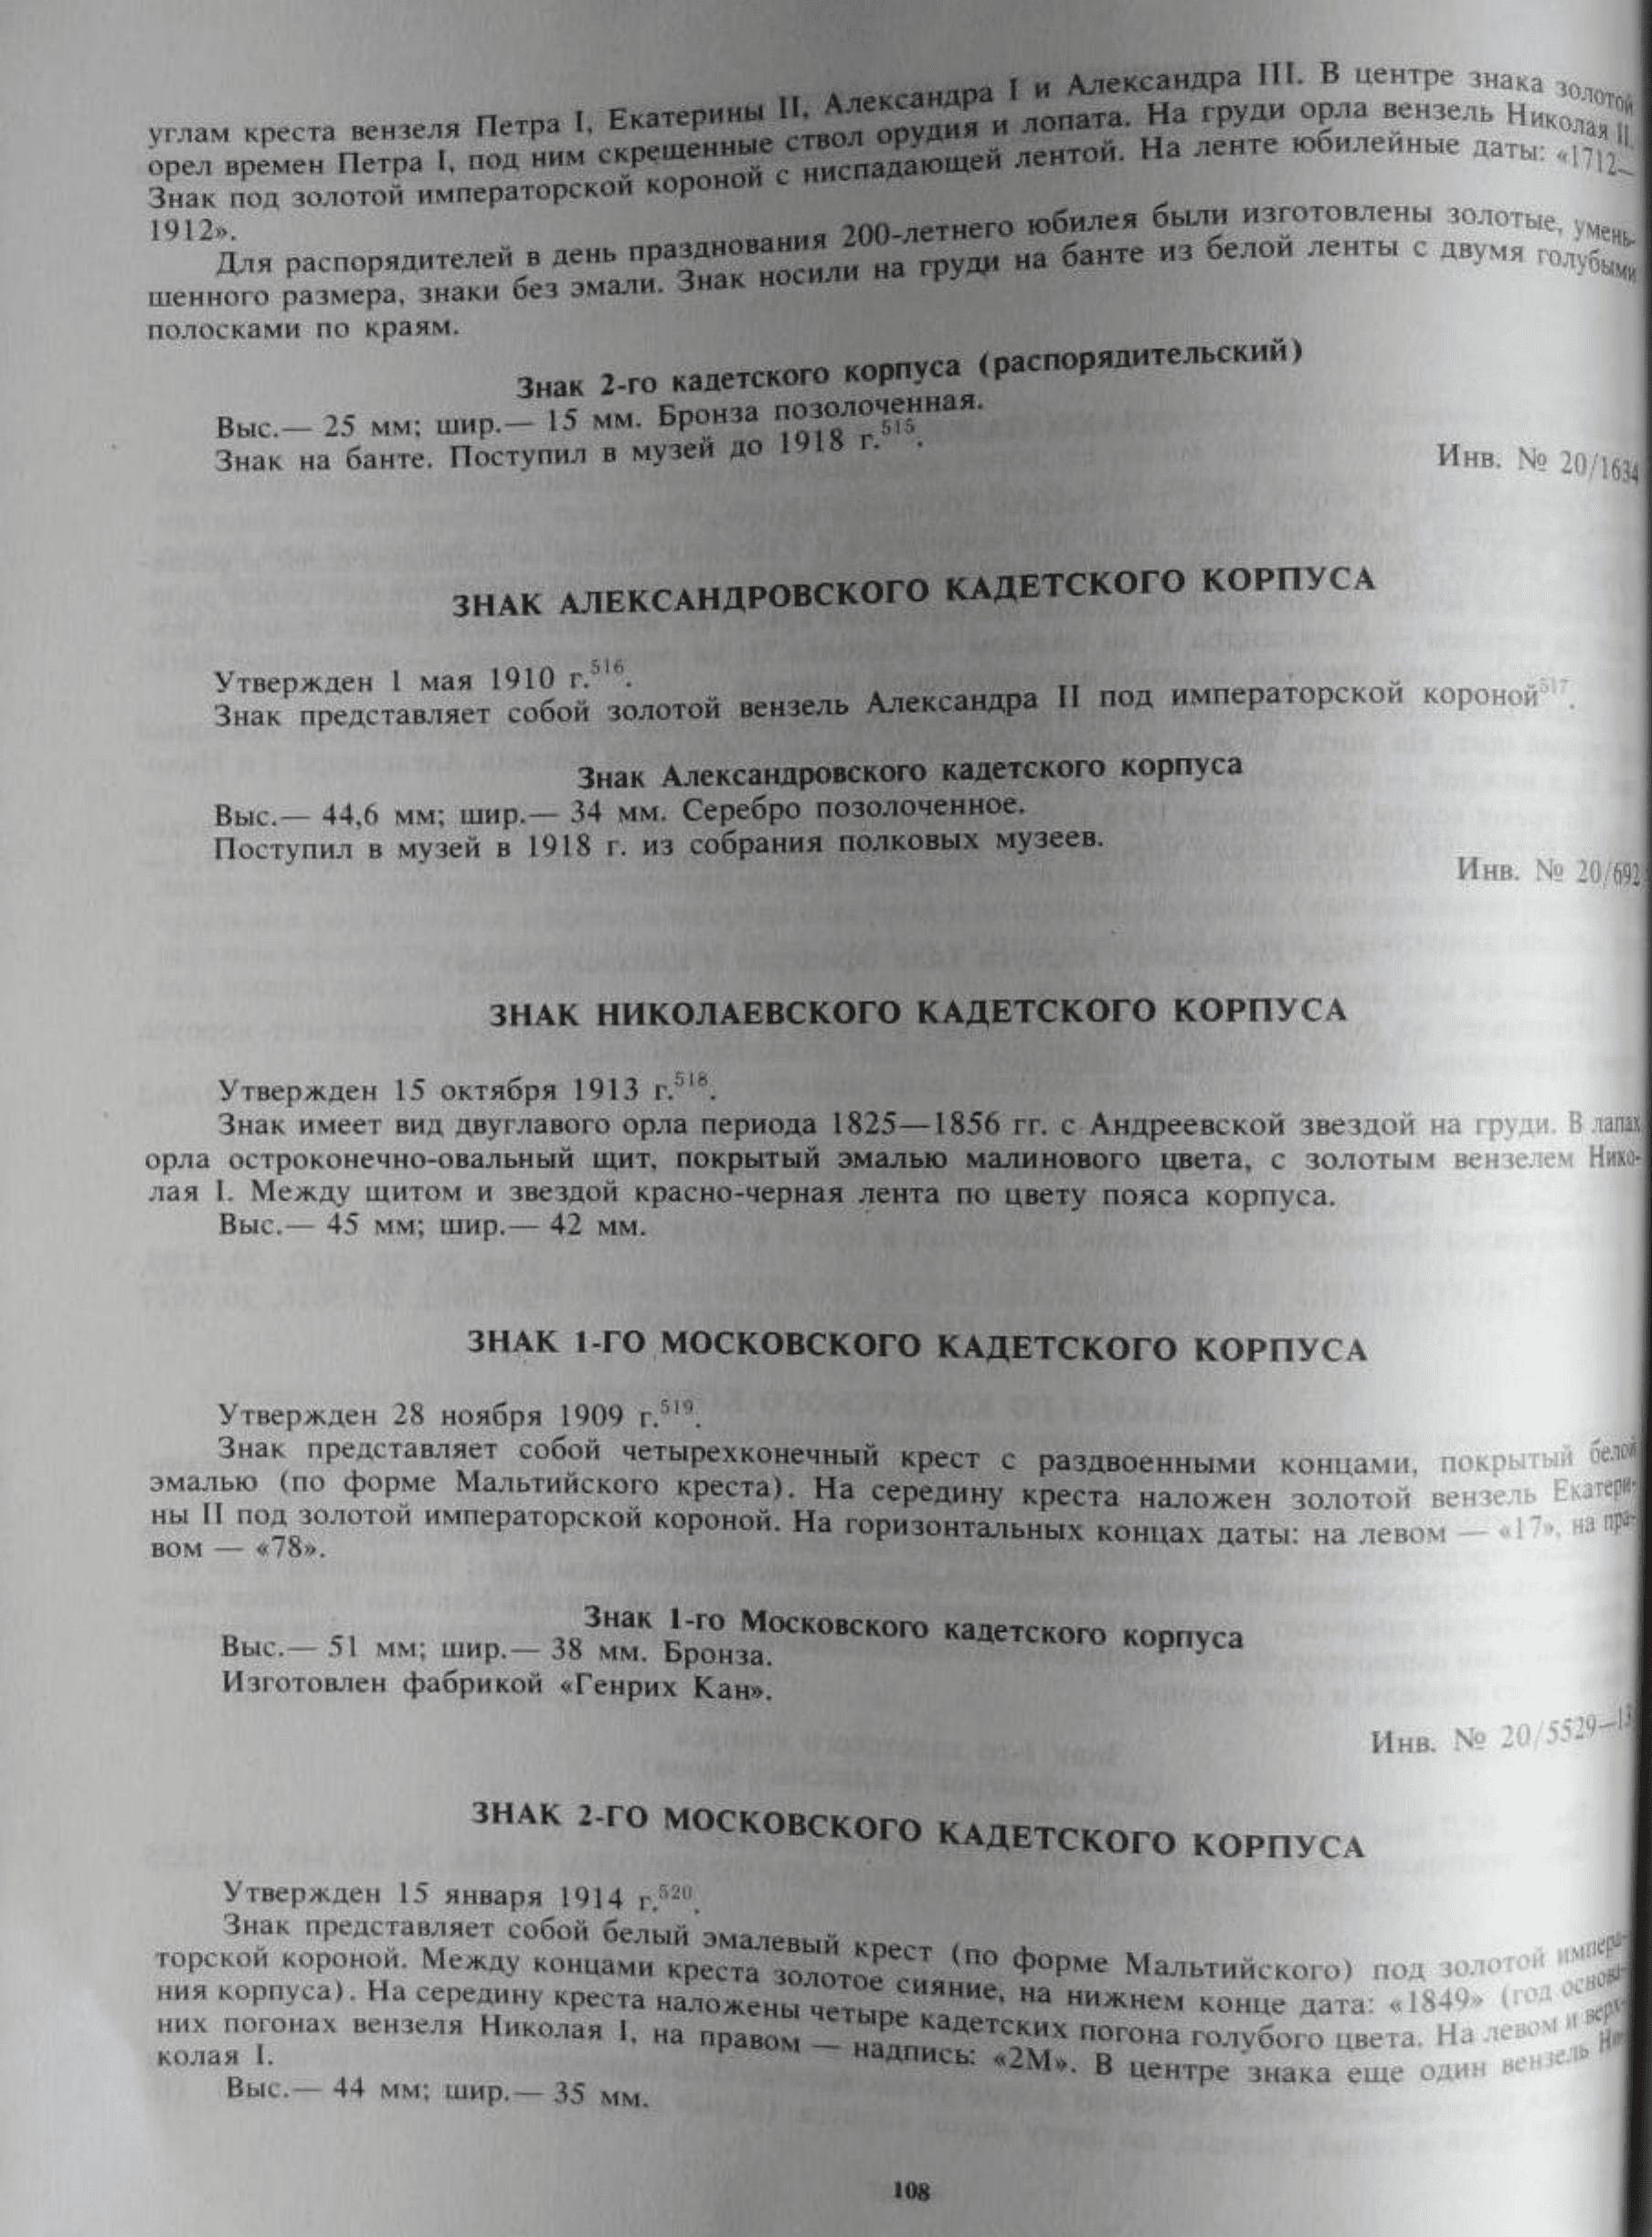 углам креста вензеля Петра I, Екатерины II, Александра I и Александра III. В центре знака золотой
орел времен Петра I, под ним скрещенные ствол орудия и лопата. На груди орла вензель Николая II.
Знак под золотой императорской короной с ниспадающей лентой. На ленте юбилейные даты: «1712—
1912».
Для распорядителей в день празднования 200-летнего юбилея были изготовлены золотые, умень-
шенного размера, знаки без эмали. Знак носили на груди на банте из белой ленты с двумя голубыми
полосками по краям.
Знак 2-го кадетского корпуса (распорядительский)
Выс.— 25 мм; шир.— 15 мм. Бронза позолоченная.
Знак на банте. Поступил в музей до 1918 г.515.
Инв. № 20/1634
ЗНАК АЛЕКСАНДРОВСКОГО КАДЕТСКОГО КОРПУСА
Утвержден 1 мая 1910 г.516.
Знак представляет собой золотой вензель Александра II под императорской короной517.
Знак Александровского кадетского корпуса
Выс.— 44,6 мм; шир.— 34 мм. Серебро позолоченное.
Поступил в музей в 1918 г. из собрания полковых музеев.
Инв. № 20/692
ЗНАК НИКОЛАЕВСКОГО КАДЕТСКОГО КОРПУСА
Утвержден 15 октября 1913 г.518.
Знак имеет вид двуглавого орла периода 1825—1856 гг. с Андреевской звездой на груди. В лапах
орла остроконечно-овальный щит, покрытый эмалью малинового цвета, с золотым вензелем Нико-
лая I. Между щитом и звездой красно-черная лента по цвету пояса корпуса.
Выс.— 45 мм; шир.— 42 мм.
ЗНАК 1-ГО МОСКОВСКОГО КАДЕТСКОГО КОРПУСА
Утвержден 28 ноября 1909 г.519.
Знак представляет собой четырехконечный крест с раздвоенными концами, покрытый белой
эмалью (по форме Мальтийского креста). На середину креста наложен золотой вензель Екатери-
ны II под золотой императорской короной. На горизонтальных концах даты: на левом — «17», на пра-
вом — «78».
Знак 1-го Московского кадетского корпуса
Выс.— 51 мм; шир.— 38 мм. Бронза.
Изготовлен фабрикой «Генрих Кан».
Инв. № 20/5529—13
ЗНАК 2-ГО МОСКОВСКОГО КАДЕТСКОГО КОРПУСА
Утвержден 15 января 1914 г.520.
Знак представляет собой белый эмалевый крест (по форме Мальтийского) под золотой импера-
торской короной. Между концами креста золотое сияние, на нижнем конце дата: «1849» (год основа-
ния корпуса). На середину креста наложены четыре кадетских погона голубого цвета. На левом и верх-
них погонах вензеля Николая I, на правом — надпись: «2М». В центре знака еще один вензель Ни-
колая I.
Выс.— 44 мм; шир.— 35 мм.
108